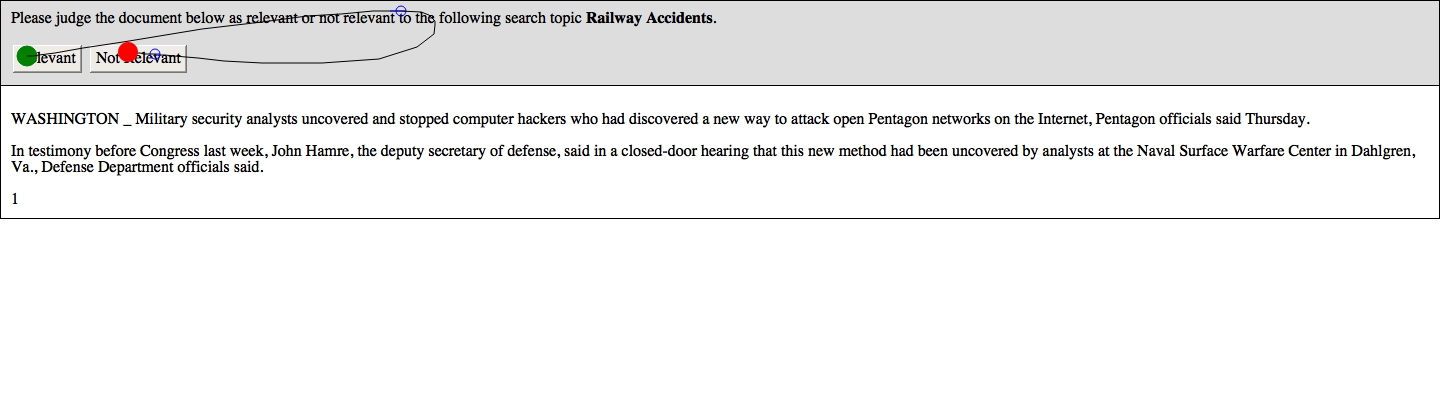 Please judge the document below as relevant or not relevant to the following search topic Railway Accidents.
levant Not Relevant
WASHINGTON _ Military security analysts uncovered and stopped computer hackers who had discovered a new way to attack open Pentagon networks on the Internet, Pentagon officials said Thursday.
In testimony before Congress last week, John Hamre, the deputy secretary of defense, said in a closed-door hearing that this new method had been uncovered by analysts at the Naval Surface Warfare Center in Dahlgren,
Va., Defense Department officials said.
1